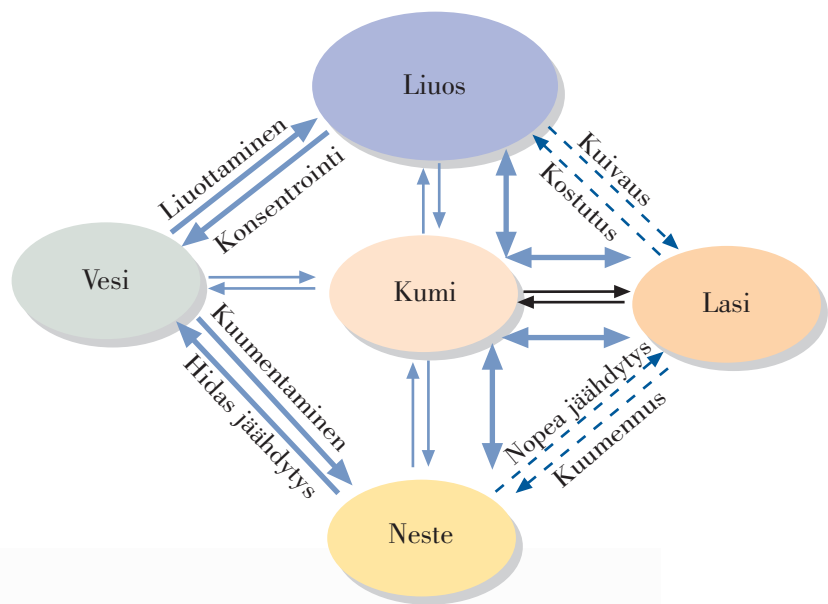 Liuos
Liuottaminen
Konsentrointi
Kuivaus
Kostutus
Vesi
Kumi
Lasi
Kuumentaminen
Hidas jäähdytys
Nopea jäähdytys
Kuumennus
Neste